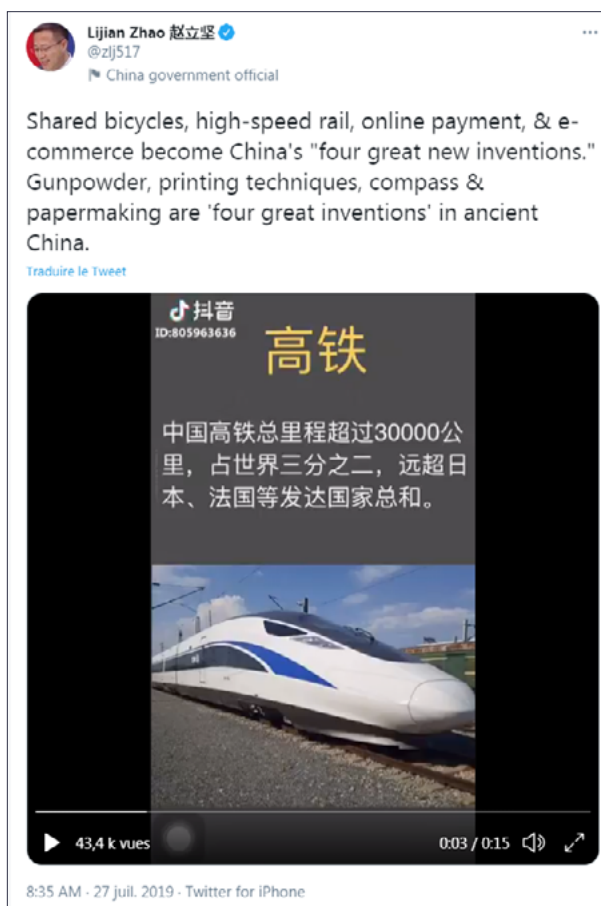 Lijian Zhao 赵立坚
@zlj517
China government official
Shared bicycles, high-speed rail, online payment, & e-
commerce become China's "four great new inventions."
Gunpowder, printing techniques, compass &
papermaking are 'four great inventions' in ancient
China.
Traduire le Tweet
抖音
ID:805963636
高铁
中国高铁总里程超过30000公
里，占世界三分之二，远超日
本、法国等发达国家总和。
43,4 k vues
0:03 / 0:15
8:35 AM · 27 juil. 2019 · Twitter for iPhone